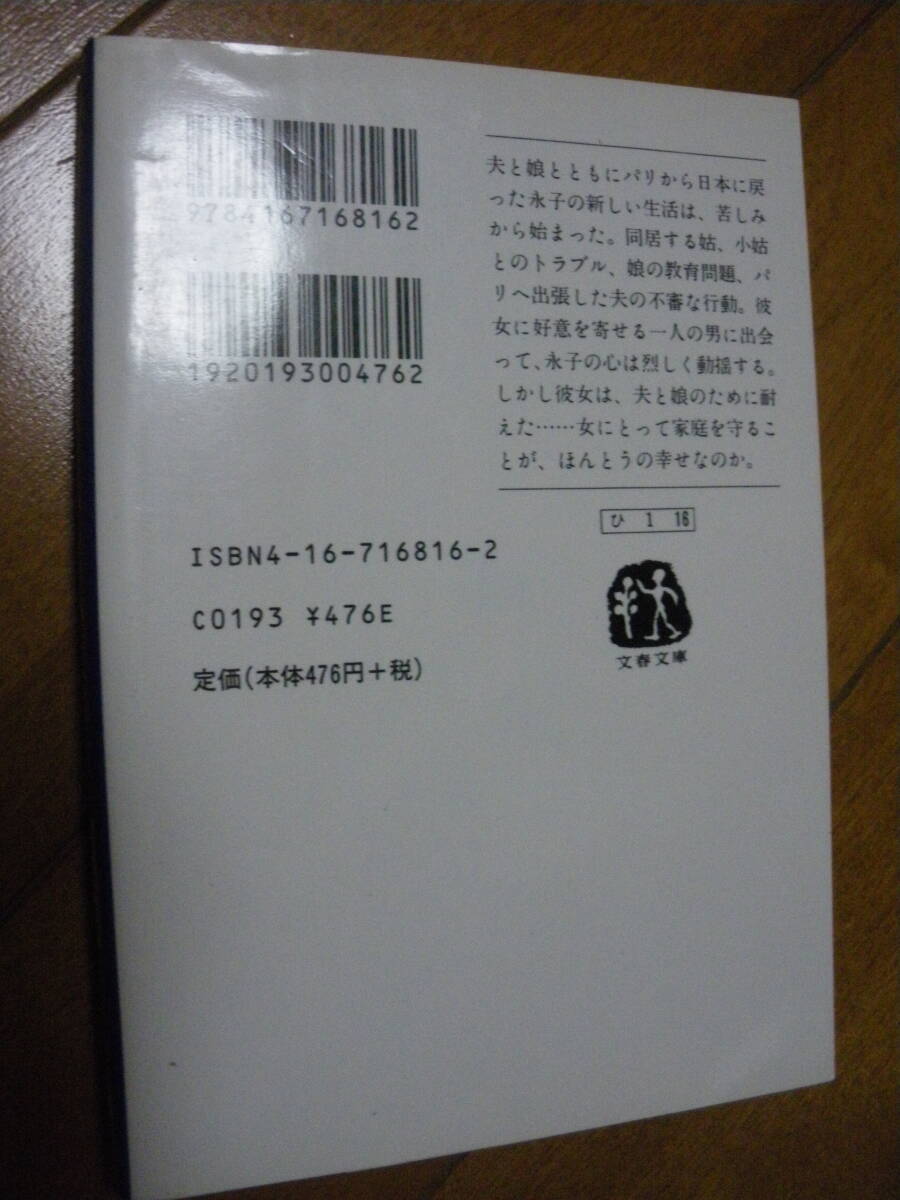 9784167168162
1920193004762
夫と娘とともにパリから日本に戻
った永子の新しい生活は、苦しみ
から始まった。同居する姑、小姑
とのトラブル、娘の教育問題、パ
リへ出張した夫の不審な行動。彼
女に好意を寄せる一人の男に出会
って、永子の心は烈しく動揺する。
しかし彼女は、夫と娘のために耐
えた……女にとって家庭を守るこ
とが、ほんとうの幸せなのか。
ひ 1 16
文春文庫
ISBN4-16-716816-2
C0193 ¥476E
定価(本体476円+税)